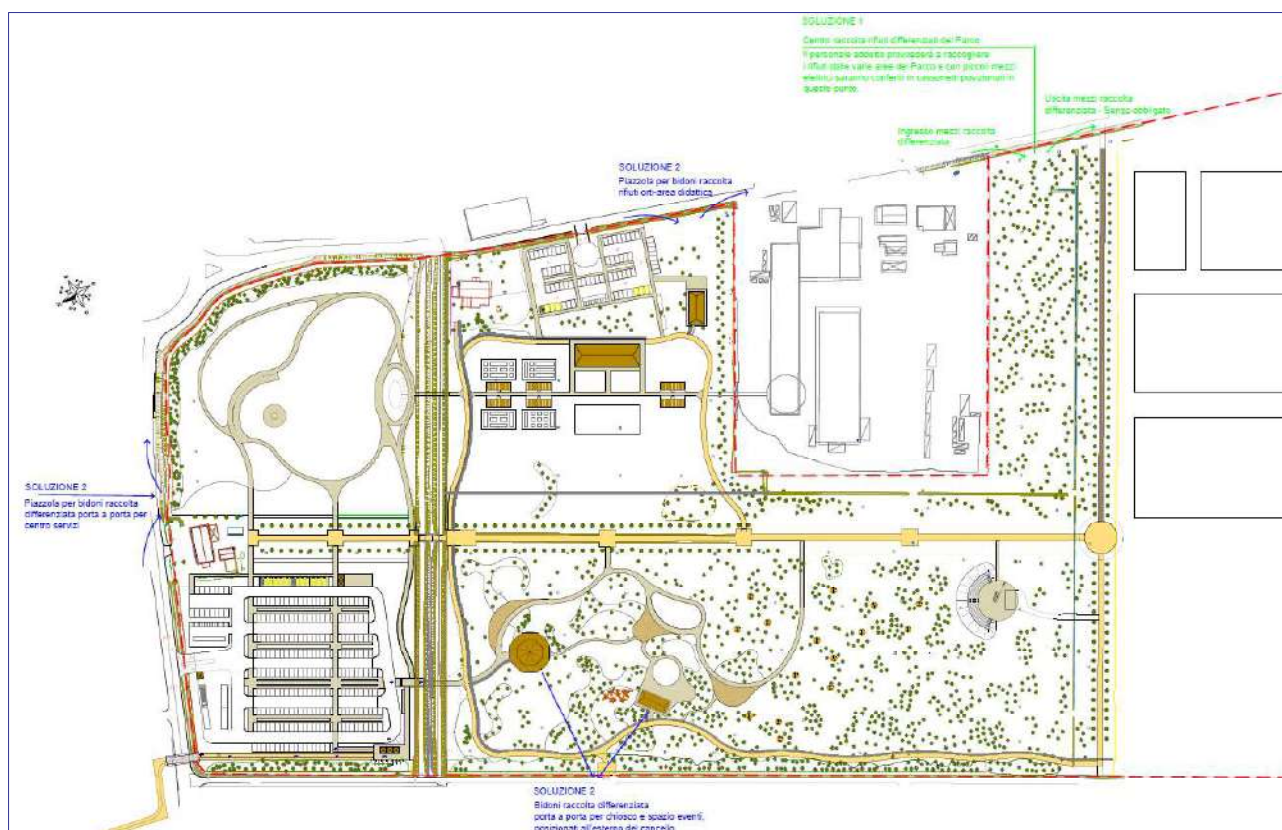 SOLUZIONE 1
Centro raccolta rifiuti differenziati del Parco
Il personale addetto provvederà a raccogliere
i rifiuti dalle varie aree del Parco e con piccoli mezzi
elettrici saranno conferiti in cassonetti posizionati in
questo punto.
Uscita mezzi raccolta
differenziata - Senso obbligato
Ingresso mezzi raccolta
differenziata
SOLUZIONE 2
Piazzola per bidoni raccolta
rifiuti orti-area didattica
SOLUZIONE 2
Piazzola per bidoni raccolta
differenziata porta a porta per
centro servizi
SOLUZIONE 2
Bidoni raccolta differenziata
porta a porta per chiosco e spazio eventi,
posizionati all'esterno del cancello